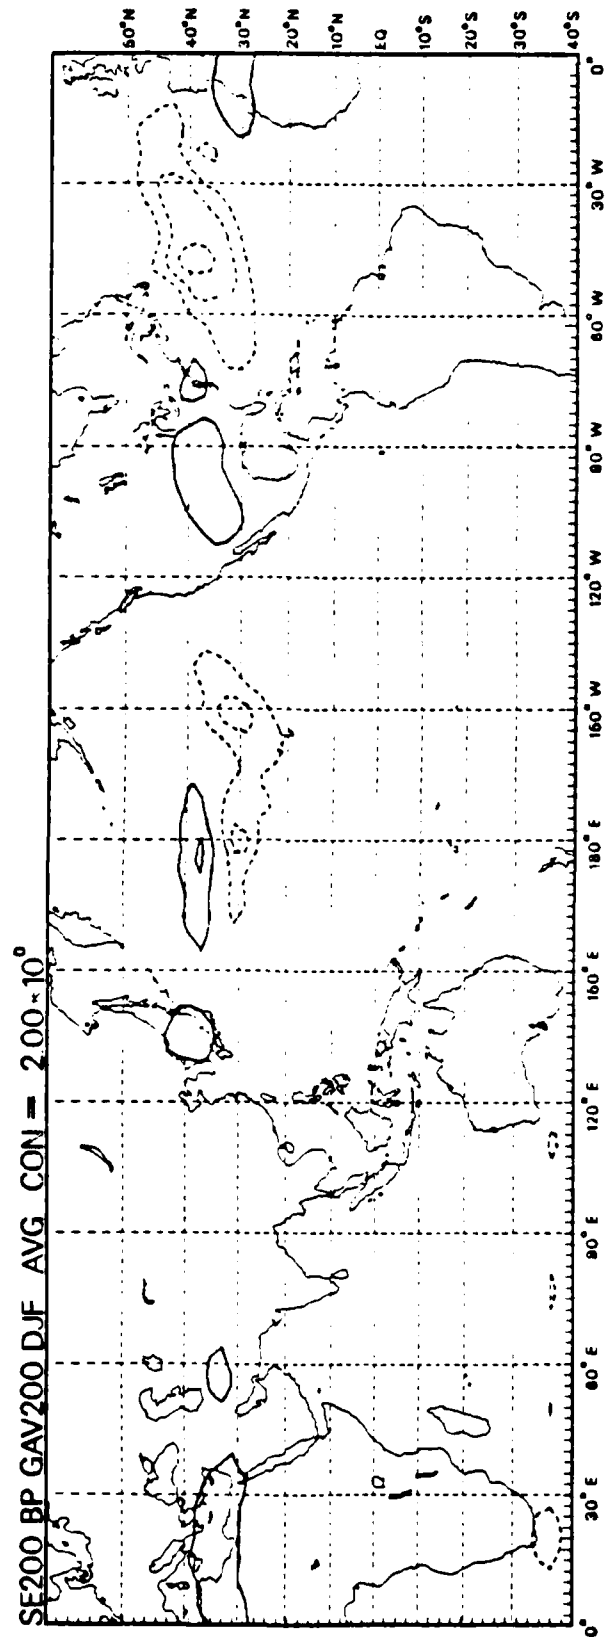 SE200 BP GAV200 DJF AVG CON = 2.00×10⁰
50°N
40°N
30°N
20°N
10°N
EQ
10°S
20°S
30°S
40°S
0°
30° E
60° E
90° E
120° E
150° E
180° E
150° W
120° W
90° W
60° W
30° W
0°